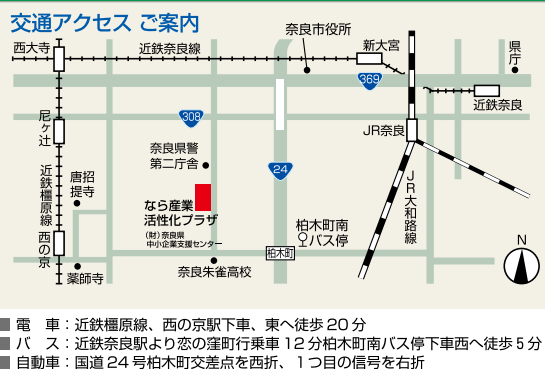 交通アクセス ご案内
奈良市役所
西大寺
近鉄奈良線
新大宮
県庁
369
近鉄奈良
尼ヶ辻
308
JR奈良
奈良県警
第二庁舎
24
近鉄橿原線
唐招
提寺
なら産業
活性化プラザ
(財)奈良県
中小企業支援センター
JR大和路線
柏木町南
バス停
西の京
柏木町
N
薬師寺
奈良朱雀高校
■ 電　車：近鉄橿原線、西の京駅下車、東へ徒歩20分
■ バ　ス：近鉄奈良駅より恋の窪町行乗車12分柏木町南バス停下車西へ徒歩5分
■ 自動車：国道24号柏木町交差点を西折、1つ目の信号を右折